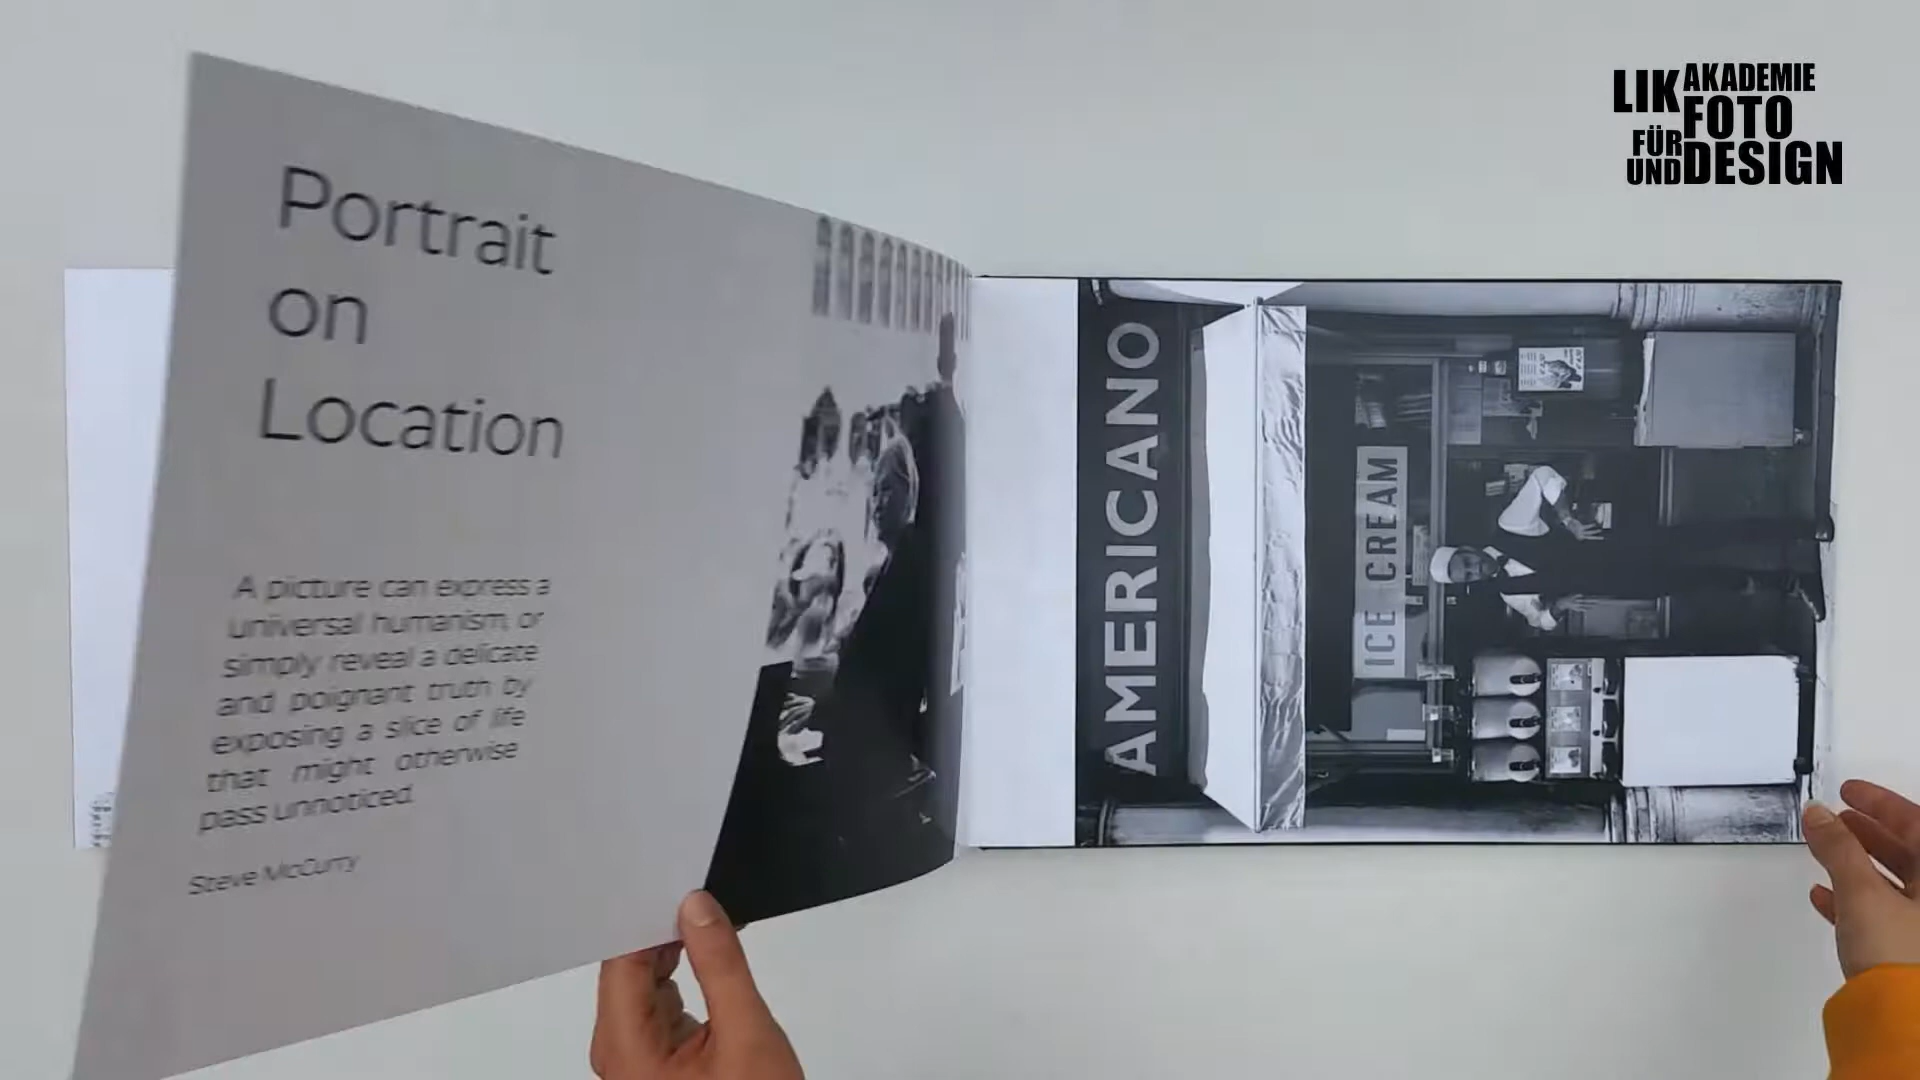 Portrait
on
Location
A picture can express a
universal humanism, or
simply reveal a delicate
and poignant truth by
exposing a slice of life
that might otherwise
pass unnoticed.
Steve McCurry
AMERICANO
ICE CREAM
LIK AKADEMIE
FÜR FOTO
UND DESIGN